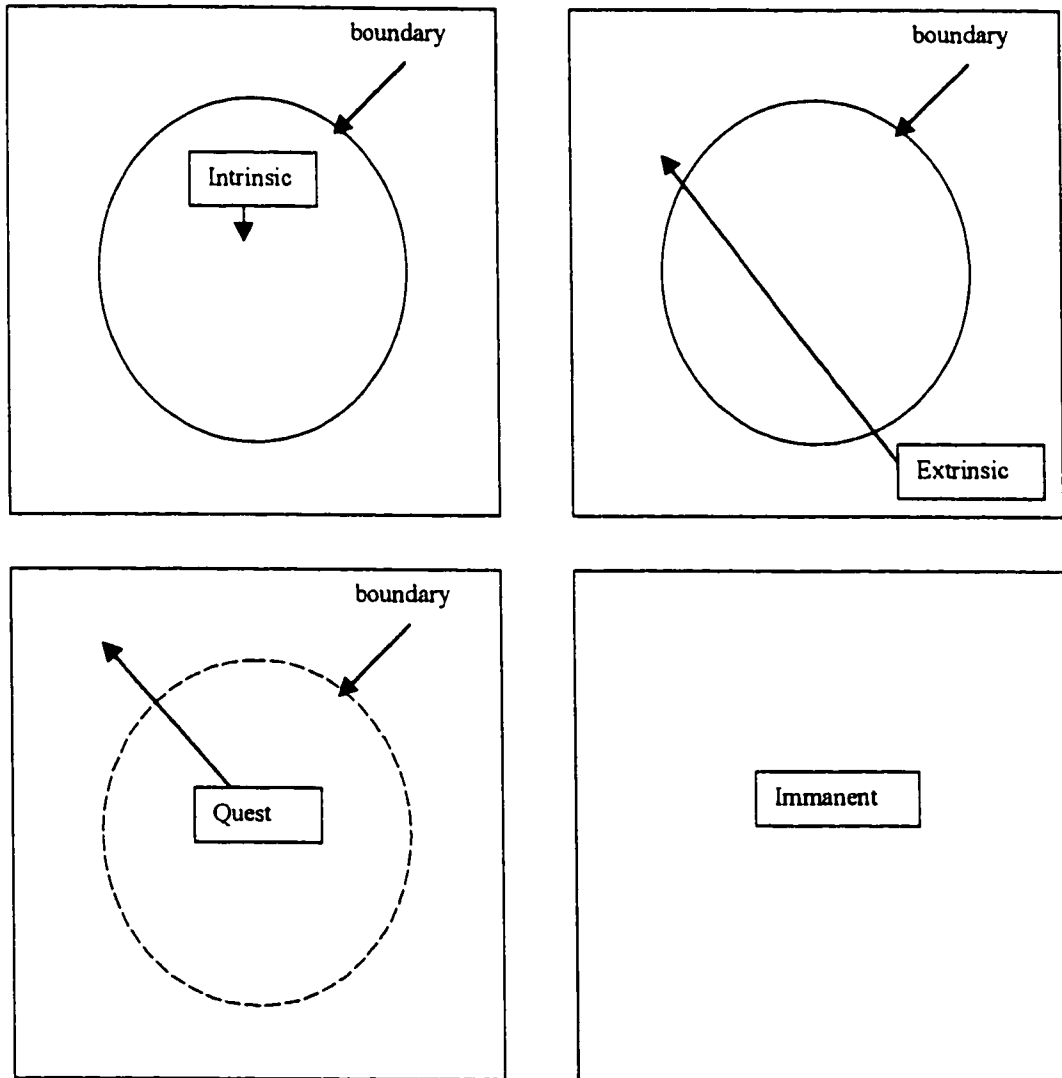 boundary
Intrinsic
boundary
Extrinsic
boundary
Quest
Immanent